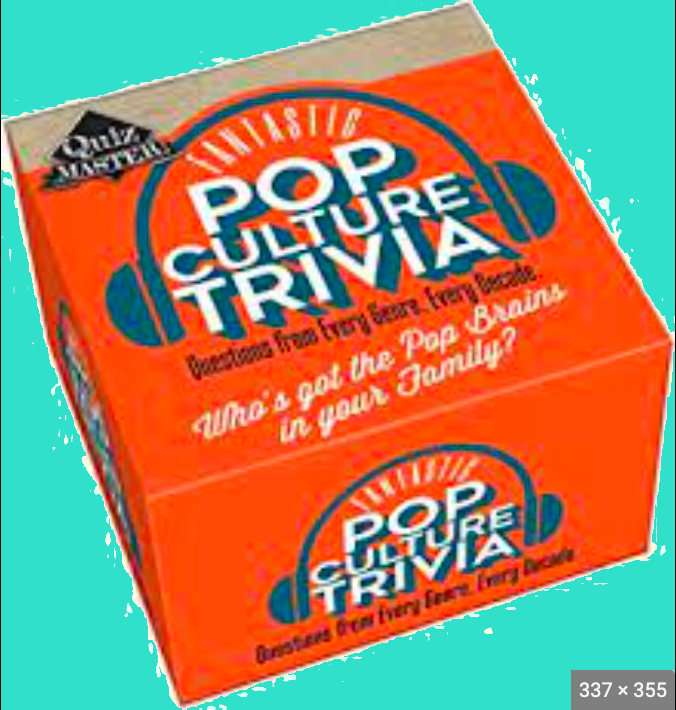 Quiz
MASTER!
FANTASTIC
POP
CULTURE
TRIVIA
Questions from Every Genre. Every Decade.
Who's got the Pop Brains
in your Family?
FANTASTIC
POP
CULTURE
TRIVIA
Questions from Every Genre. Every Decade
337 × 355